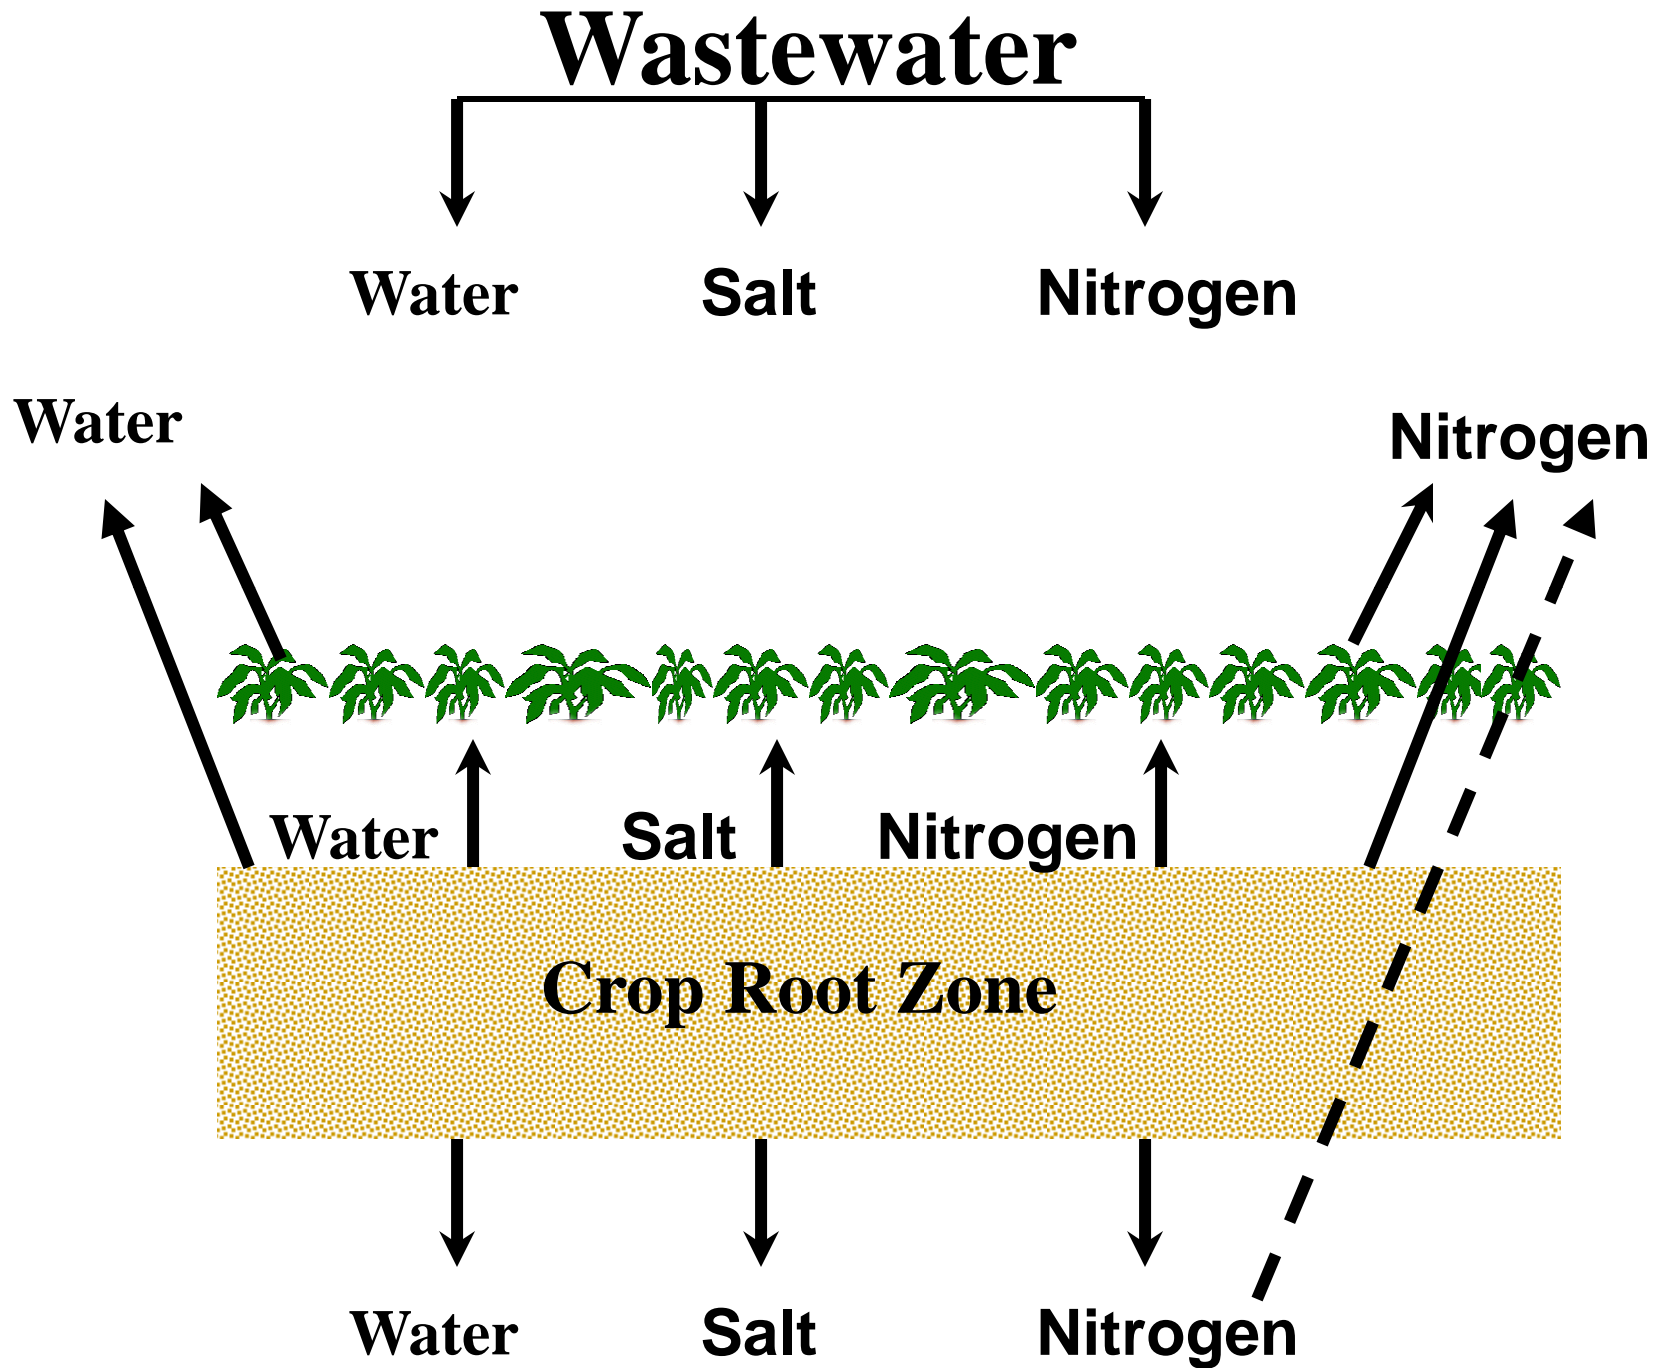 Wastewater
Water Salt Nitrogen
Water Nitrogen
Water Salt Nitrogen
Crop Root Zone
Water Salt Nitrogen